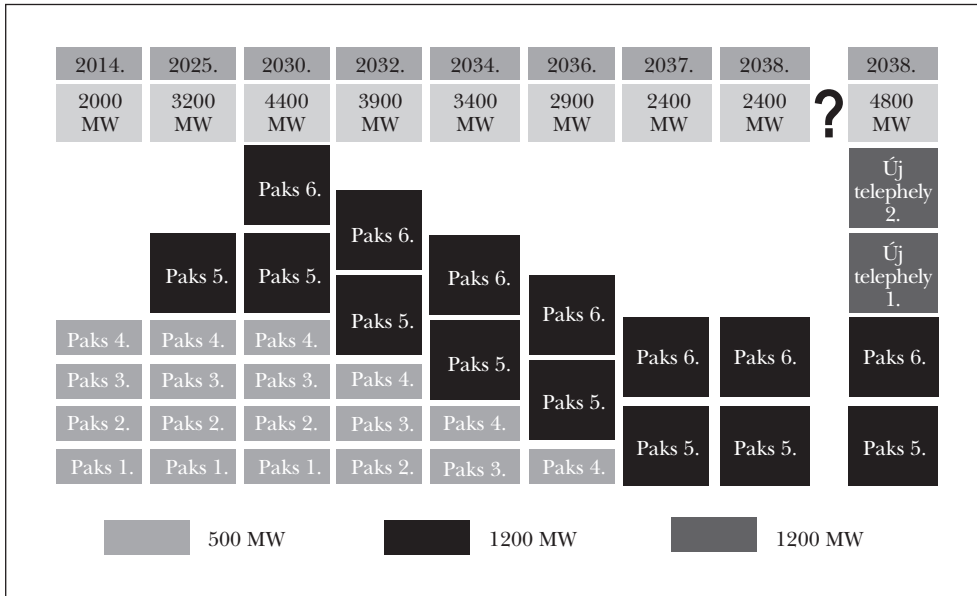 2014. 2025. 2030. 2032. 2034. 2036. 2037. 2038. 2038.
2000 3200 4400 3900 3400 2900 2400 2400 ? 4800
MW MW MW MW MW MW MW MW MW
Paks 6.
Új
telephely
2.
Paks 6.
Paks 5. Paks 5.
Paks 6.
Új
telephely
1.
Paks 5.
Paks 6.
Paks 4. Paks 4. Paks 4.
Paks 5.
Paks 6. Paks 6. Paks 6.
Paks 3. Paks 3. Paks 3. Paks 4.
Paks 5.
Paks 2. Paks 2. Paks 2. Paks 3. Paks 4.
Paks 5. Paks 5. Paks 5.
Paks 1. Paks 1. Paks 1. Paks 2. Paks 3. Paks 4.
500 MW 1200 MW 1200 MW